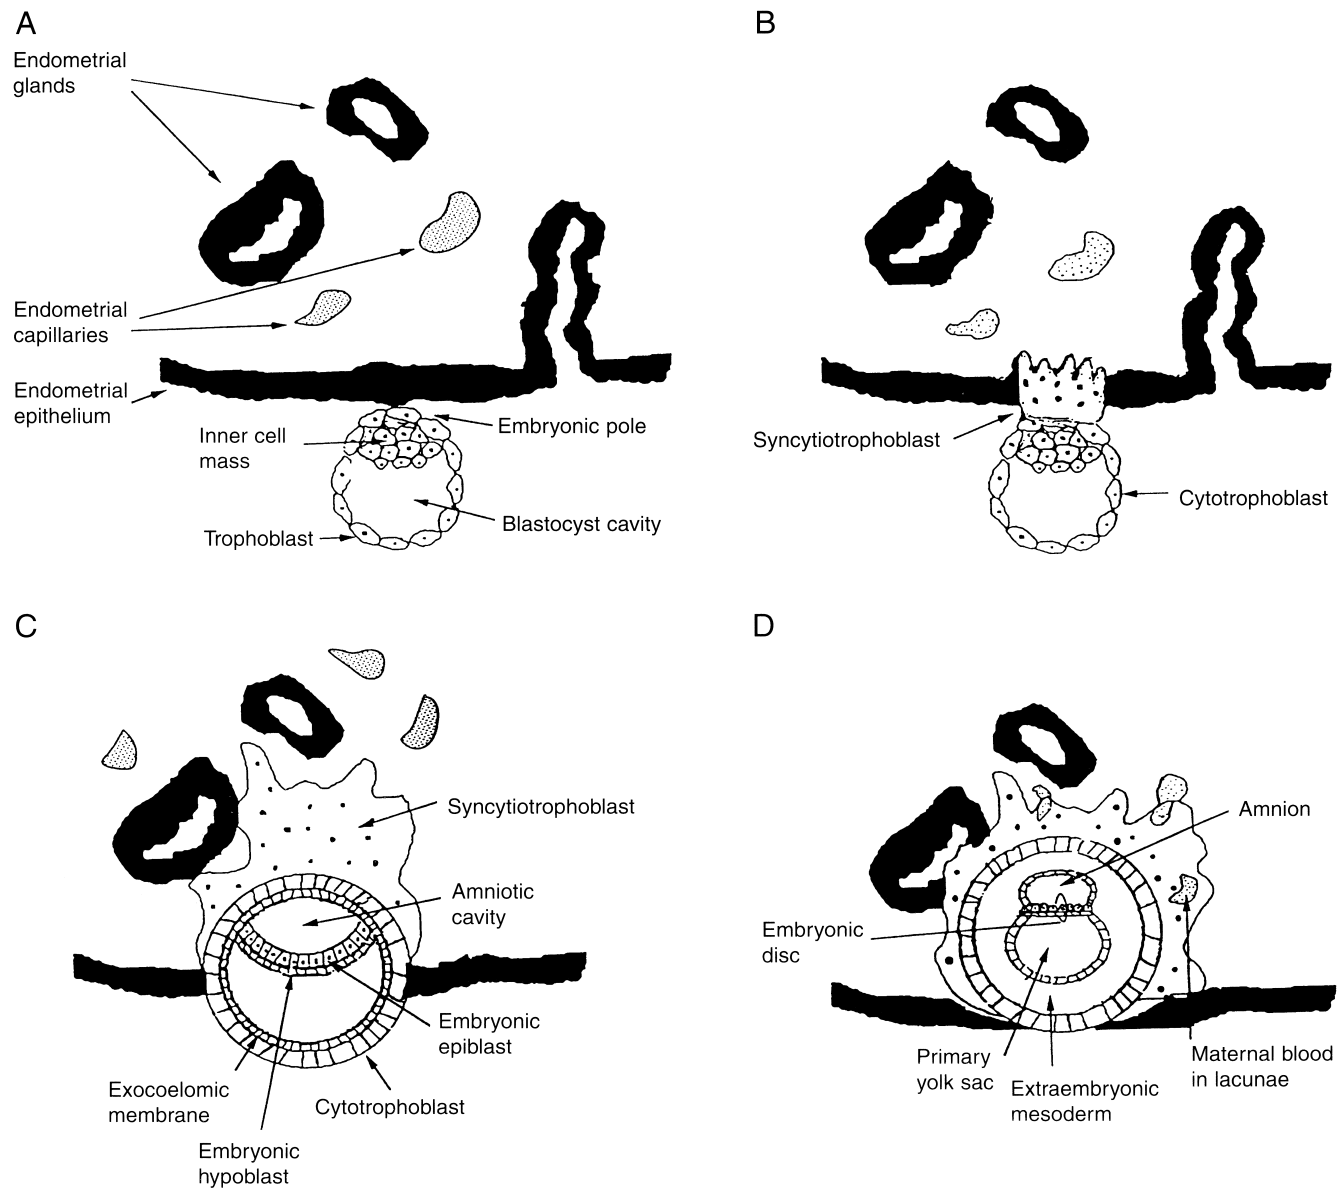 A
Endometrial
glands
Endometrial
capillaries
Endometrial
epithelium
Inner cell
mass
Embryonic pole
Blastocyst cavity
Trophoblast
B
Syncytiotrophoblast
Cytotrophoblast
C
Syncytiotrophoblast
Amniotic
cavity
Embryonic
epiblast
Exocoelomic
membrane
Cytotrophoblast
Embryonic
hypoblast
D
Amnion
Embryonic
disc
Primary
yolk sac
Extraembryonic
mesoderm
Maternal blood
in lacunae